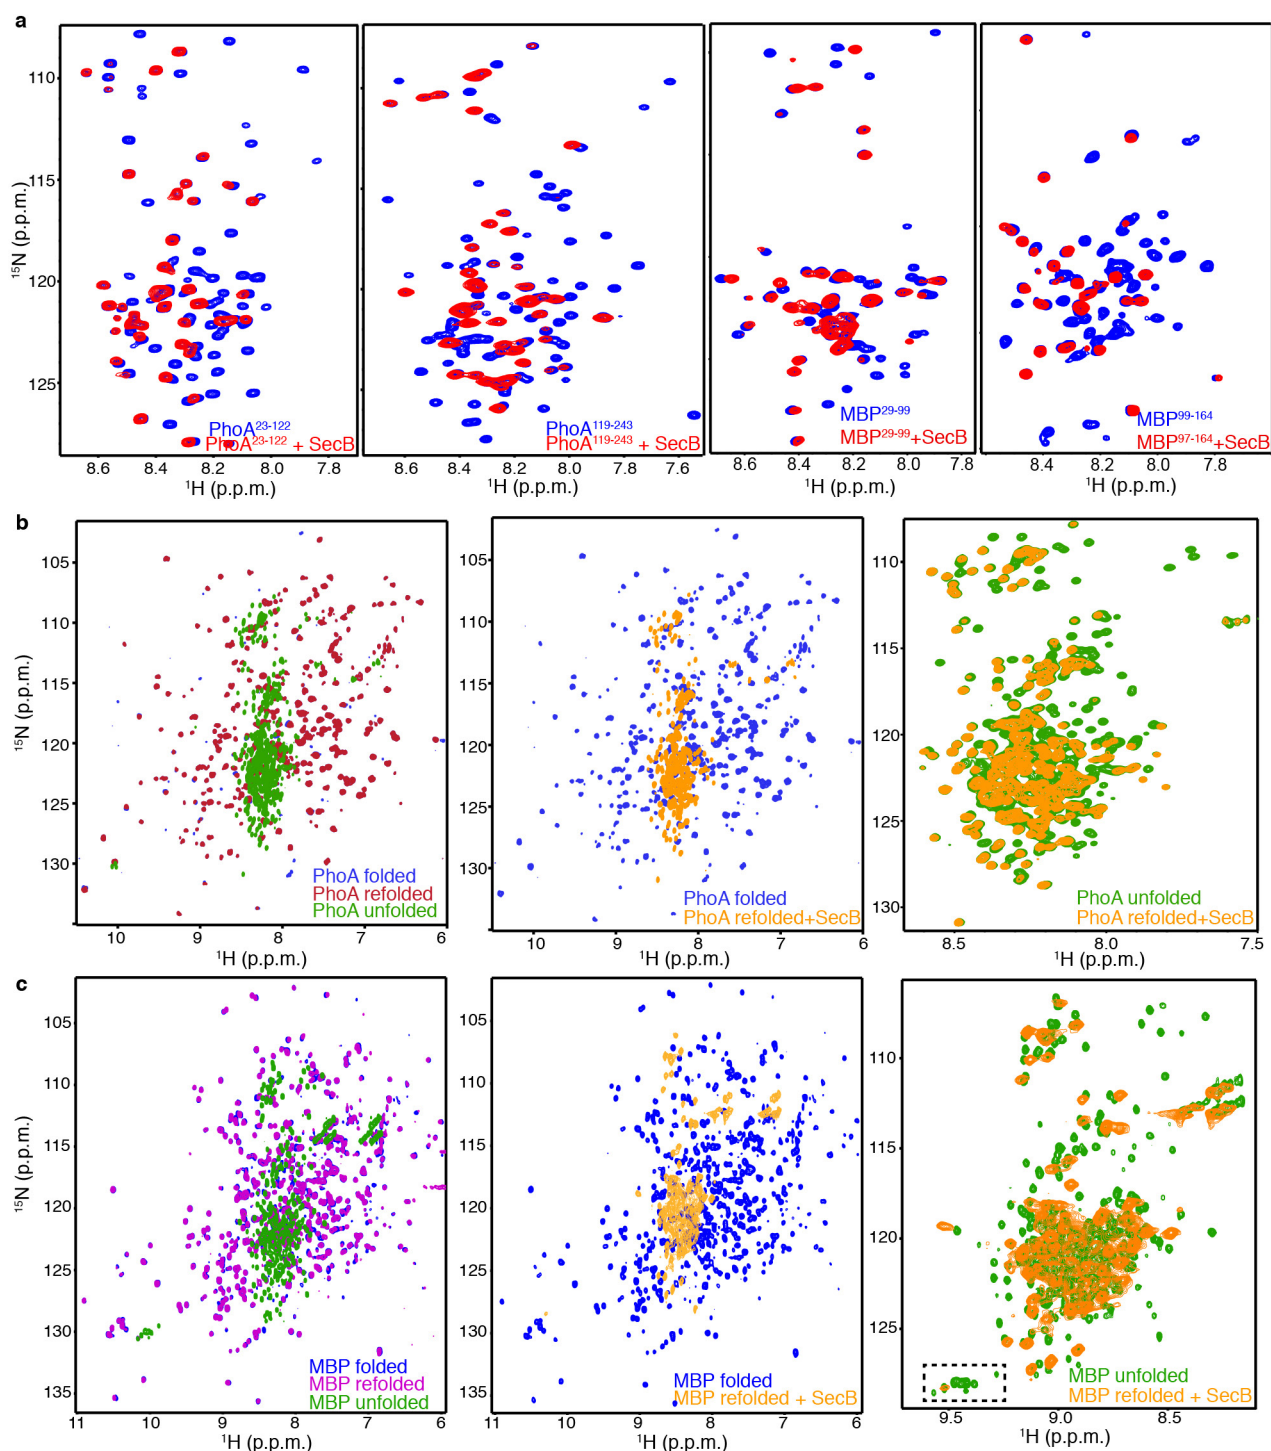 a
110
115
120
125
¹⁵N (p.p.m.)
PhoA²³⁻¹²²
PhoA²³⁻¹²² + SecB
8.6 8.4 8.2 8.0 7.8
¹H (p.p.m.)
PhoA¹¹⁹⁻²⁴³
PhoA¹¹⁹⁻²⁴³ + SecB
8.6 8.4 8.2 8.0 7.8 7.6
¹H (p.p.m.)
MBP²⁹⁻⁹⁹
MBP²⁹⁻⁹⁹+SecB
8.6 8.4 8.2 8.0 7.8
¹H (p.p.m.)
MBP⁹⁹⁻¹⁶⁴
MBP⁹⁷⁻¹⁶⁴+SecB
8.4 8.2 8.0 7.8
¹H (p.p.m.)
b
105
110
115
120
125
130
¹⁵N (p.p.m.)
PhoA folded
PhoA refolded
PhoA unfolded
10 9 8 7 6
¹H (p.p.m.)
105
110
115
120
125
130
PhoA folded
PhoA refolded+SecB
10 9 8 7 6
¹H (p.p.m.)
110
115
120
125
130
PhoA unfolded
PhoA refolded+SecB
8.5 8.0 7.5
¹H (p.p.m.)
c
105
110
115
120
125
130
135
¹⁵N (p.p.m.)
MBP folded
MBP refolded
MBP unfolded
11 10 9 8 7 6
¹H (p.p.m.)
105
110
115
120
125
130
135
MBP folded
MBP refolded + SecB
11 10 9 8 7 6
¹H (p.p.m.)
110
115
120
125
MBP unfolded
MBP refolded + SecB
9.5 9.0 8.5
¹H (p.p.m.)